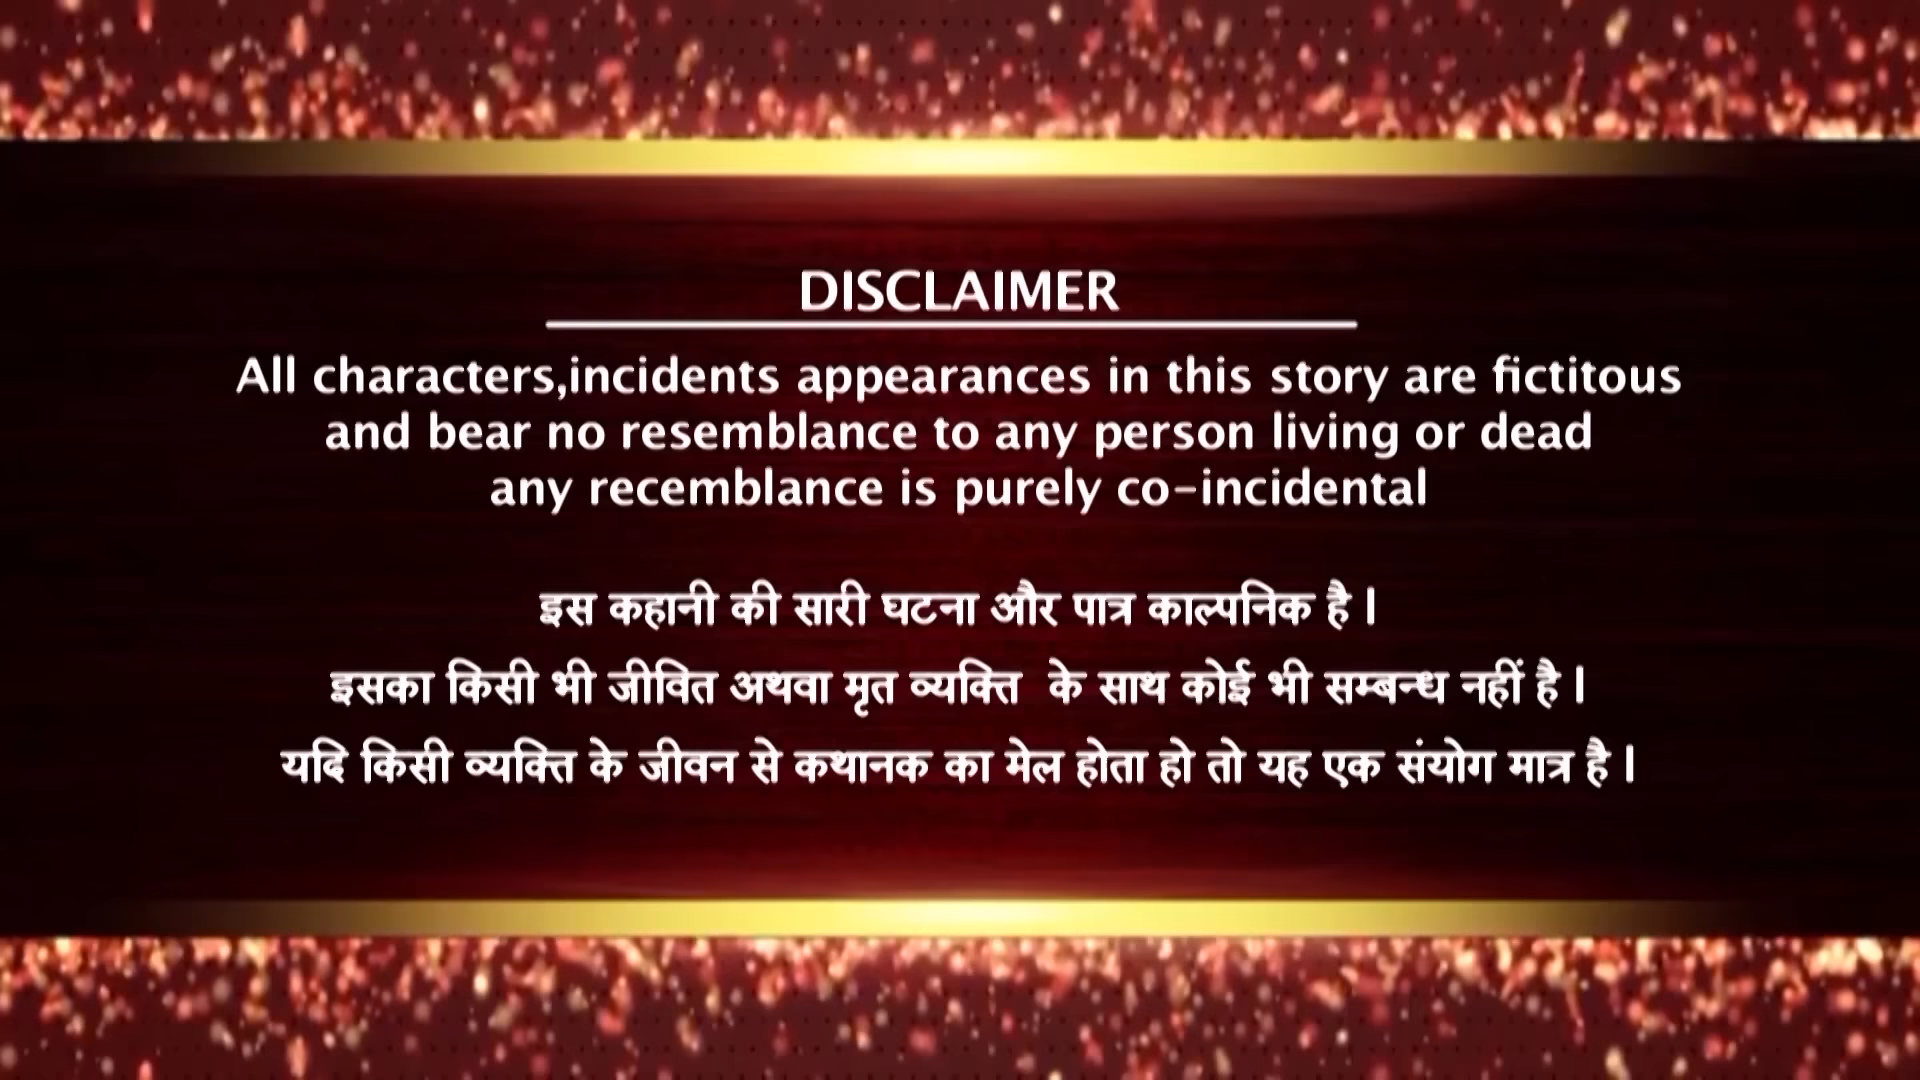 DISCLAIMER
All characters,incidents appearances in this story are fictitous
and bear no resemblance to any person living or dead
any recemblance is purely co-incidental
इस कहानी की सारी घटना और पात्र काल्पनिक है ।
इसका किसी भी जीवित अथवा मृत व्यक्ति के साथ कोई भी सम्बन्ध नहीं है ।
यदि किसी व्यक्ति के जीवन से कथानक का मेल होता हो तो यह एक संयोग मात्र है ।